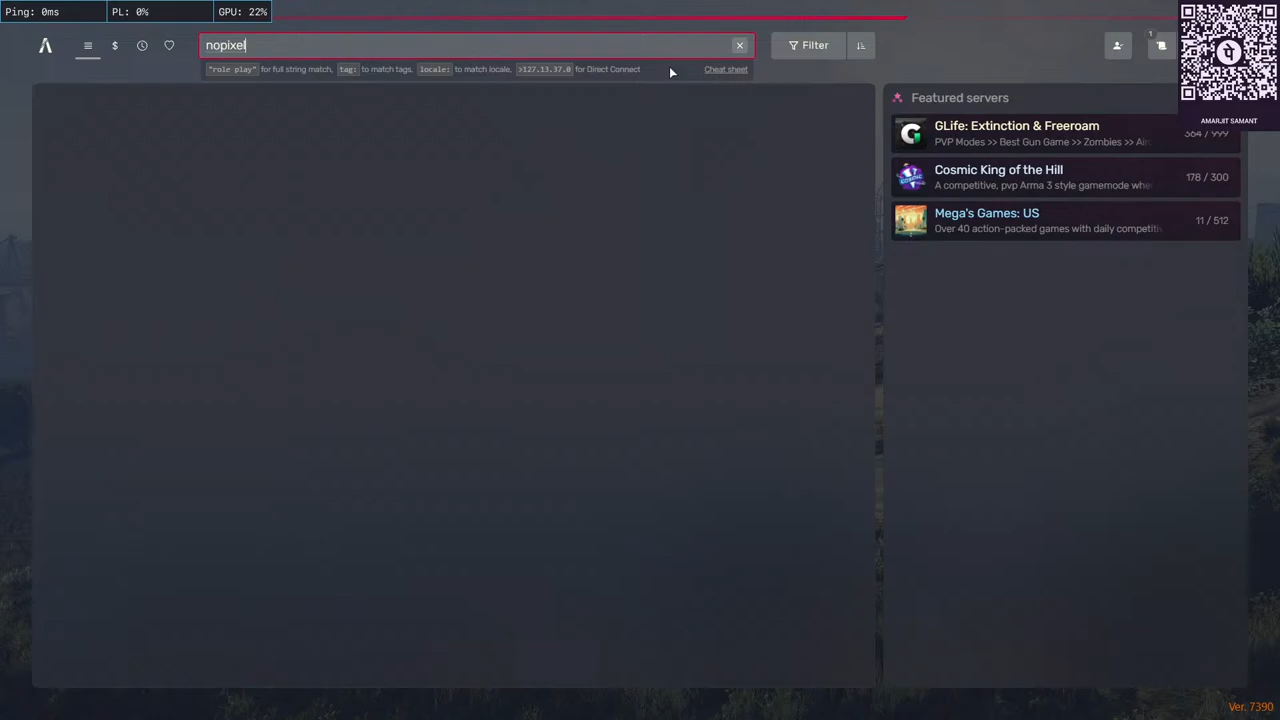 Ping: 0ms
PL: 0%
GPU: 22%
$
nopixel
Filter
1
"role play" for full string match, tag: to match tags, locale: to match locale, >127.13.37.0 for Direct Connect
Cheat sheet
AMARJIT SAMANT
Featured servers
GLife: Extinction & Freeroam
364 / 999
PVP Modes >> Best Gun Game >> Zombies >>
Cosmic King of the Hill
178 / 300
A competitive, pvp Arma 3 style gamemode
Mega's Games: US
11 / 512
Over 40 action-packed games with daily
Ver. 7390